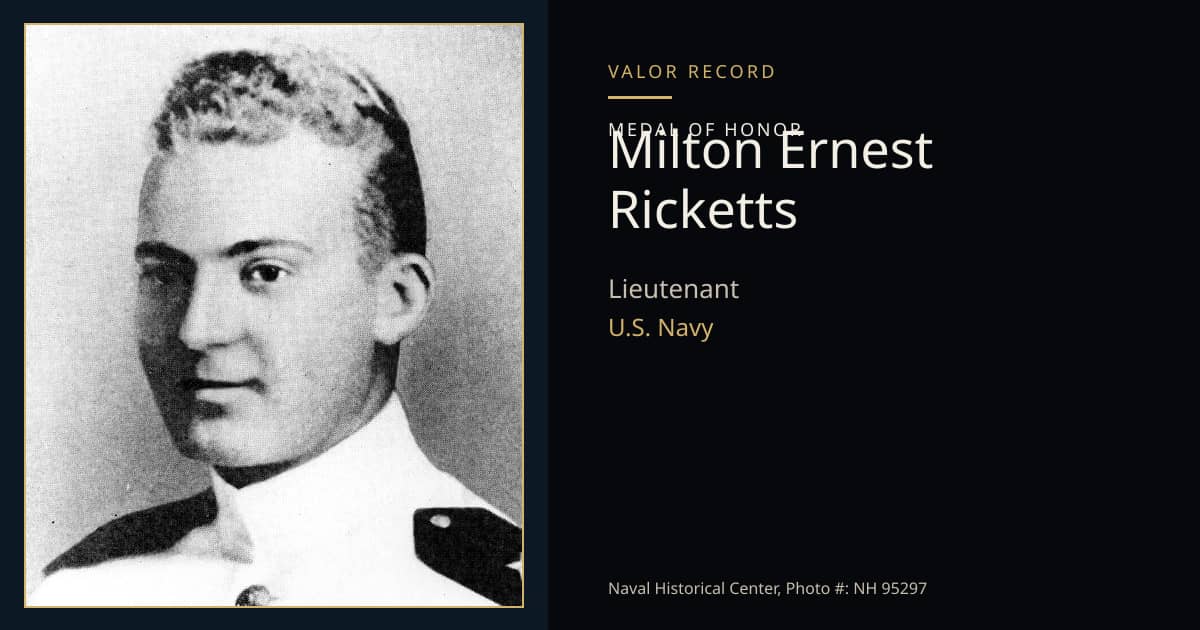 VALOR RECORD
MEDAL OF HONOR
Milton Ernest
Ricketts
Lieutenant
U.S. Navy
Naval Historical Center, Photo #: NH 95297